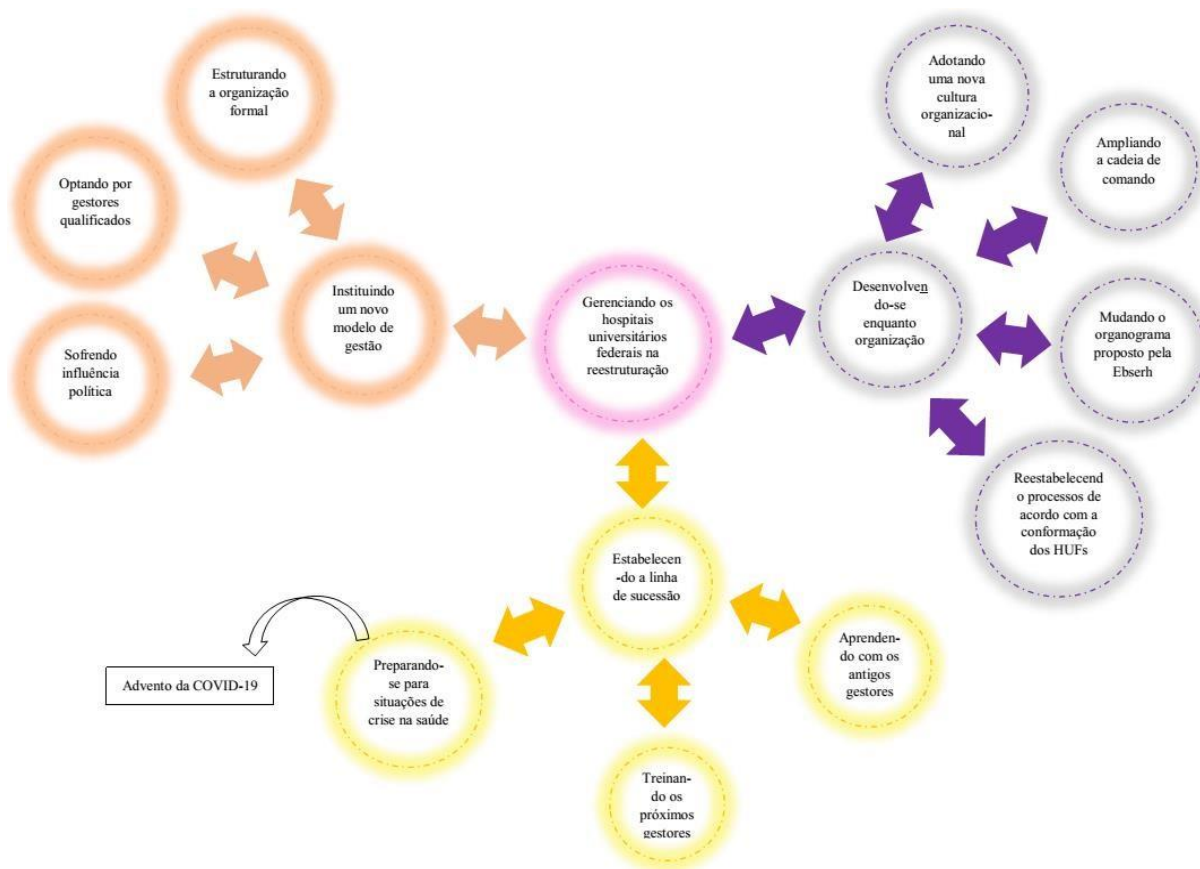 Estruturando
a organização
formal
Optando por
gestores
qualificados
Sofrendo
influência
política
Instituindo
um novo
modelo de
gestão
Gerenciando os
hospitais
universitários
federais na
reestruturação
Adotando
uma nova
cultura
organizacio-
nal
Ampliando
a cadeia de
comando
Desenvolven
do-se
enquanto
organização
Mudando o
organograma
proposto pela
Ebserh
Reestabelecend
o processos de
acordo com a
conformação
dos HUFs
Estabelecen
-do a linha
de sucessão
Preparando-
se para
situações de
crise na saúde
Advento da COVID-19
Treinan-
do os
próximos
gestores
Aprenden-
do com os
antigos
gestores